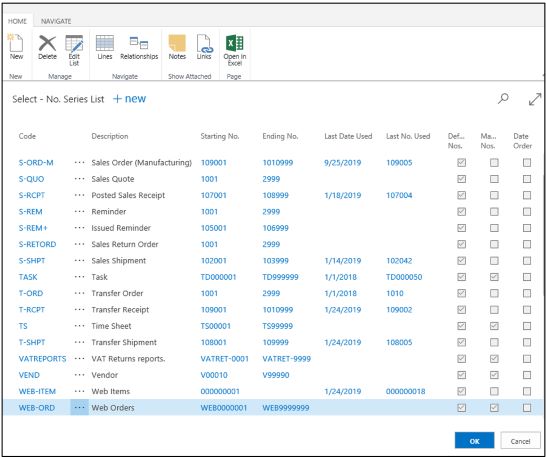 HOME NAVIGATE
New Delete Edit List Lines Relationships Notes Links Open in Excel
New Manage Navigate Show Attached Page
Select - No. Series List + new
Code Description Starting No. Ending No. Last Date Used Last No. Used Def... Nos. Ma... Nos. Date Order
S-ORD-M ... Sales Order (Manufacturing) 109001 1010999 9/25/2019 109005
S-QUO ... Sales Quote 1001 2999
S-RCPT ... Posted Sales Receipt 107001 108999 1/18/2019 107004
S-REM ... Reminder 1001 2999
S-REM+ ... Issued Reminder 105001 106999
S-RETORD ... Sales Return Order 1001 2999
S-SHPT ... Sales Shipment 102001 103999 1/14/2019 102042
TASK ... Task TD000001 TD999999 1/1/2018 TD000050
T-ORD ... Transfer Order 1001 2999 1/1/2018 1010
T-RCPT ... Transfer Receipt 109001 1010999 1/24/2019 109002
TS ... Time Sheet TS00001 TS99999
T-SHPT ... Transfer Shipment 108001 109999 1/24/2019 108005
VATREPORTS ... VAT Returns reports. VATRET-0001 VATRET-9999
VEND ... Vendor V00010 V99990
WEB-ITEM ... Web Items 000000001 1/24/2019 000000018
WEB-ORD ... Web Orders WEB0000001 WEB9999999
OK Cancel